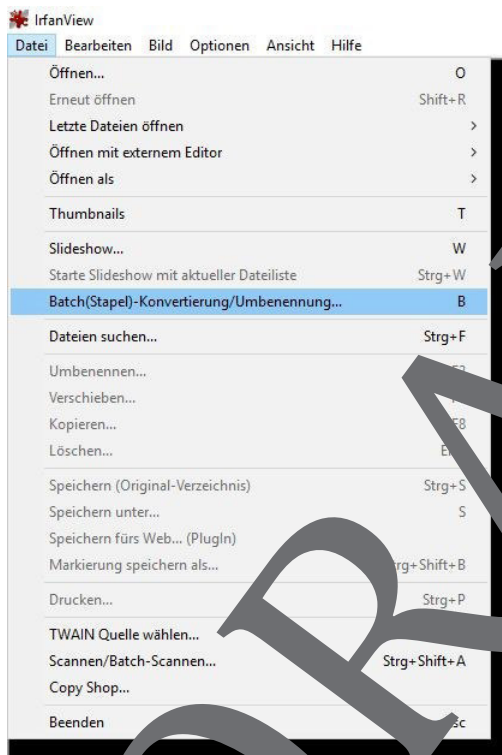 IrfanView
Datei Bearbeiten Bild Optionen Ansicht Hilfe
Öffnen... O
Erneut öffnen Shift+R
Letzte Dateien öffnen >
Öffnen mit externem Editor >
Öffnen als >
Thumbnails T
Slideshow... W
Starte Slideshow mit aktueller Dateiliste Strg+W
Batch(Stapel)-Konvertierung/Umbenennung... B
Dateien suchen... Strg+F
Umbenennen...
Verschieben...
Kopieren...
Löschen...
Speichern (Original-Verzeichnis) Strg+S
Speichern unter... S
Speichern fürs Web... (PlugIn)
Markierung speichern als...
Drucken... Strg+P
TWAIN Quelle wählen...
Scannen/Batch-Scannen... Strg+Shift+A
Copy Shop...
Beenden